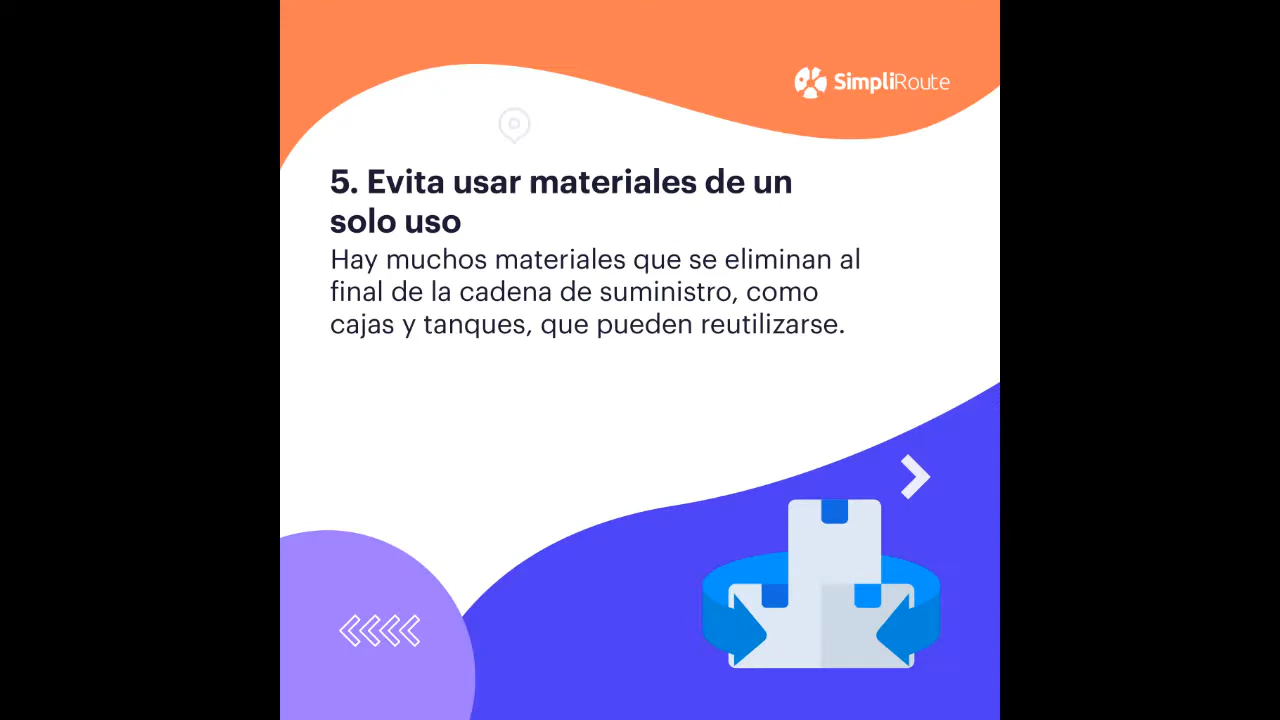 SimpliRoute
5. Evita usar materiales de un
solo uso
Hay muchos materiales que se eliminan al
final de la cadena de suministro, como
cajas y tanques, que pueden reutilizarse.